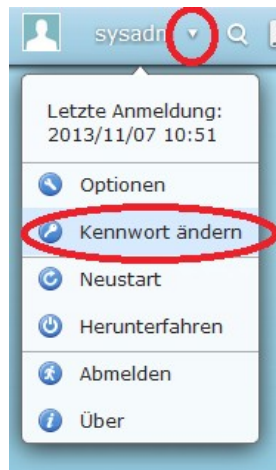 sysadm
Letzte Anmeldung:
2013/11/07 10:51
Optionen
Kennwort ändern
Neustart
Herunterfahren
Abmelden
Über